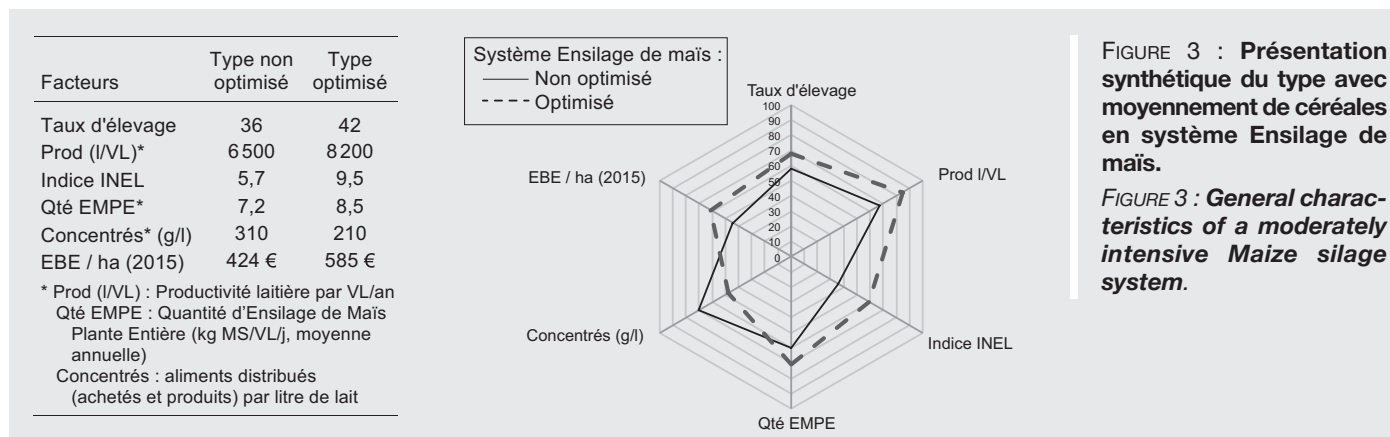 Facteurs
Type non optimisé
Type optimisé
Taux d'élevage 36 42
Prod (l/VL)* 6 500 8 200
Indice INEL 5,7 9,5
Qté EMPE* 7,2 8,5
Concentrés* (g/l) 310 210
EBE / ha (2015) 424 € 585 €
* Prod (l/VL) : Productivité laitière par VL/an
Qté EMPE : Quantité d'Ensilage de Maïs
Plante Entière (kg MS/VL/j, moyenne
annuelle)
Concentrés : aliments distribués
(achetés et produits) par litre de lait
Système Ensilage de maïs :
Non optimisé
Optimisé
Taux d'élevage
100
90
80
70
60
50
40
30
20
10
0
Prod l/VL
Indice INEL
Qté EMPE
Concentrés (g/l)
EBE / ha (2015)
FIGURE 3 : Présentation
synthétique du type avec
moyennement de céréales
en système Ensilage de
maïs.
FIGURE 3 : General charac-
teristics of a moderately
intensive Maize silage
system.